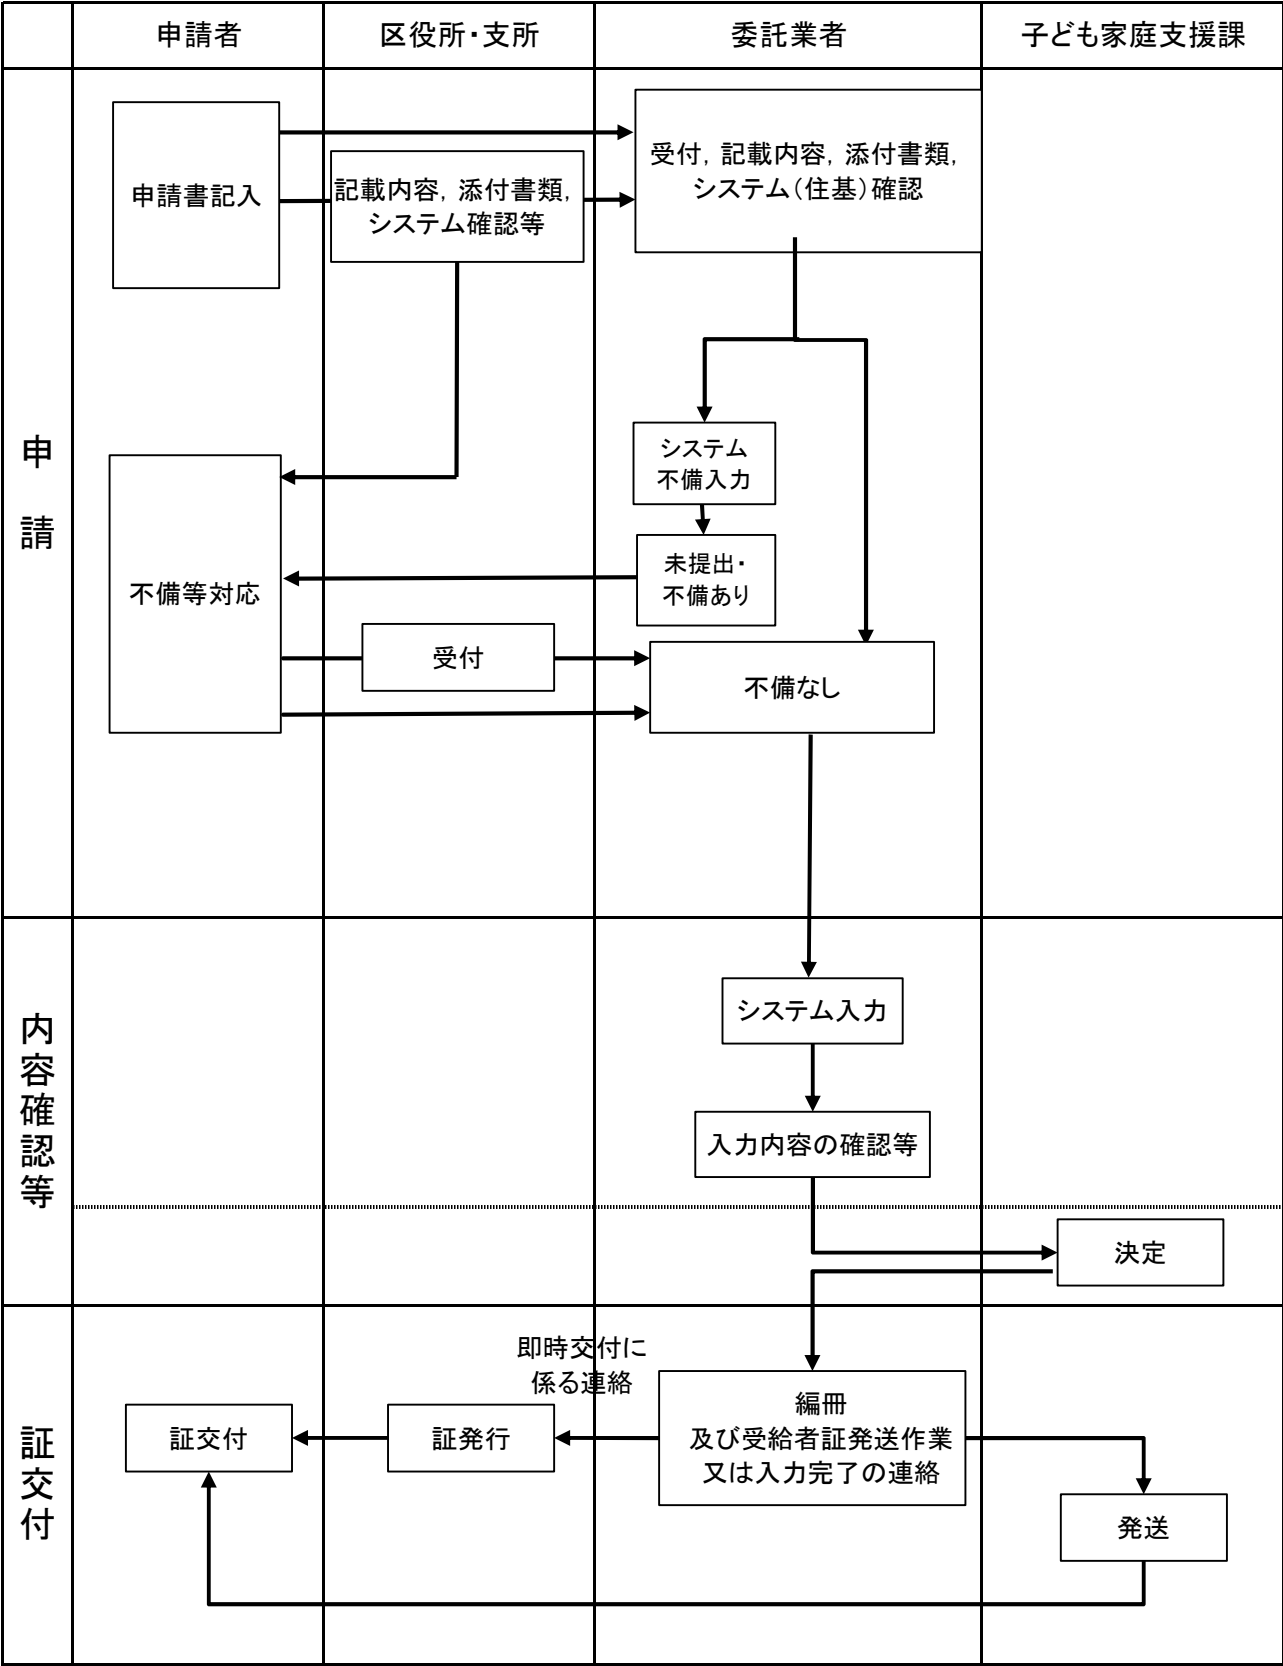 申請者
区役所・支所
委託業者
子ども家庭支援課
申請
申請書記入
記載内容，添付書類，
システム確認等
受付，記載内容，添付書類，
システム（住基）確認
システム
不備入力
未提出・
不備あり
不備等対応
受付
不備なし
内容確認等
システム入力
入力内容の確認等
決定
証交付
即時交付に
係る連絡
証交付
証発行
編冊
及び受給者証発送作業
又は入力完了の連絡
発送